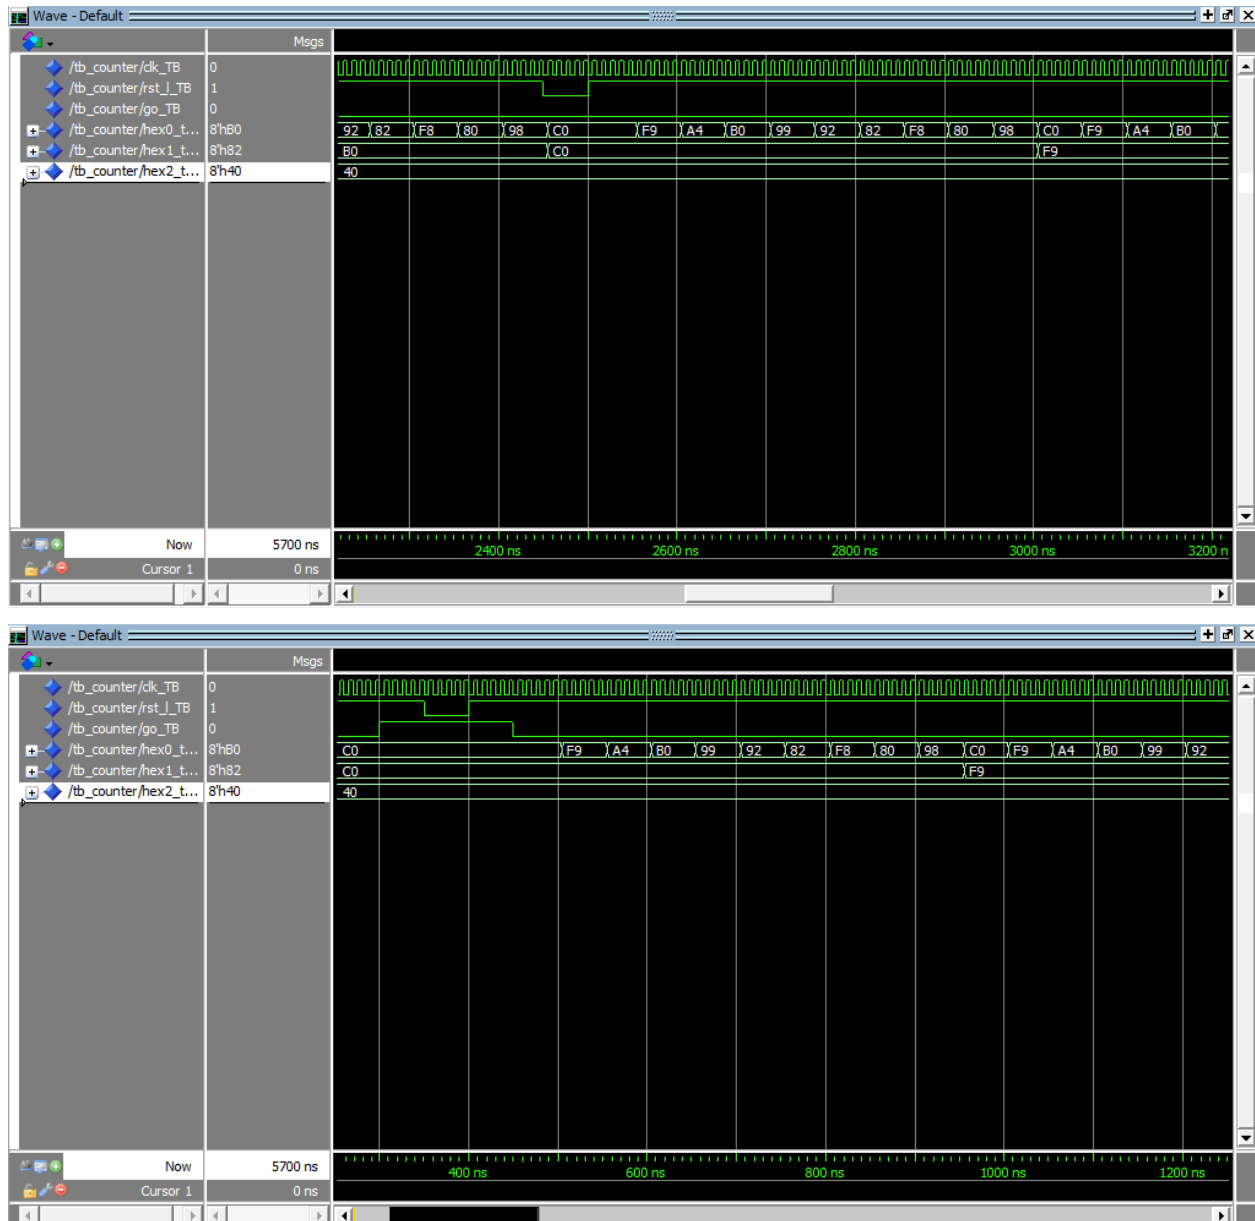 Wave - Default
Msgs
/tb_counter/clk_TB 0
/tb_counter/rst_l_TB 1
/tb_counter/go_TB 0
/tb_counter/hex0_t... 8'hB0 92 82 F8 80 98 C0 F9 A4 B0 99 92 82 F8 80 98 C0 F9 A4 B0
/tb_counter/hex1_t... 8'h82 B0 C0 F9
/tb_counter/hex2_t... 8'h40 40
Now 5700 ns 2400 ns 2600 ns 2800 ns 3000 ns 3200 n
Cursor 1 0 ns
Wave - Default
Msgs
/tb_counter/clk_TB 0
/tb_counter/rst_l_TB 1
/tb_counter/go_TB 0
/tb_counter/hex0_t... 8'hB0 C0 F9 A4 B0 99 92 82 F8 80 98 C0 F9 A4 B0 99 92
/tb_counter/hex1_t... 8'h82 C0 F9
/tb_counter/hex2_t... 8'h40 40
Now 5700 ns 400 ns 600 ns 800 ns 1000 ns 1200 ns
Cursor 1 0 ns